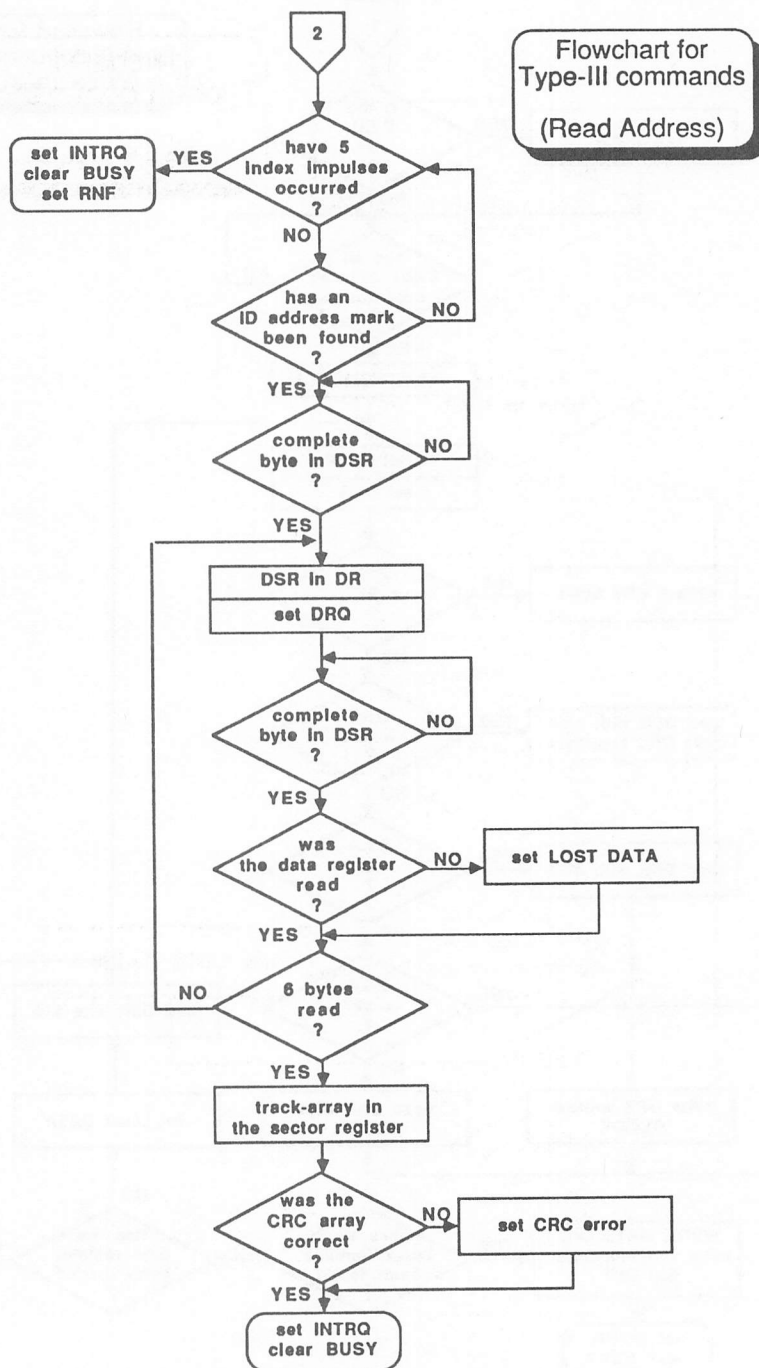 2
Flowchart for
Type-III commands
(Read Address)
have 5
index impulses
occurred
?
YES
set INTRQ
clear BUSY
set RNF
NO
has an
ID address mark
been found
?
NO
YES
complete
byte in DSR
?
NO
YES
DSR in DR
set DRQ
complete
byte in DSR
?
NO
YES
was
the data register
read
?
NO
set LOST DATA
YES
6 bytes
read
?
NO
YES
track-array in
the sector register
was the
CRC array
correct
?
NO
set CRC error
YES
set INTRQ
clear BUSY